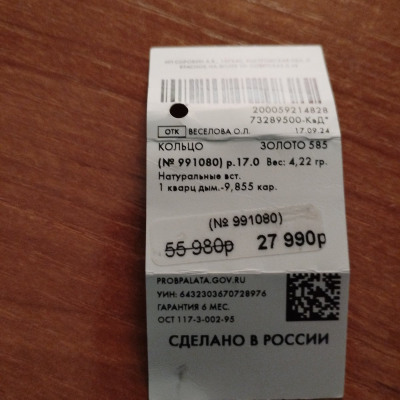 200059214828
73289500-КвД*
ОТК ВЕСЕЛОВА О.Л. 17.09.24
КОЛЬЦО ЗОЛОТО 585
(№ 991080) р.17.0 Вес: 4,22 гр.
Натуральные вст.
1 кварц дым.-9,855 кар.
(№ 991080)
55 980р 27 990р
PROBPALATA.GOV.RU
УИН: 6432303670728976
ГАРАНТИЯ 6 МЕС.
ОСТ 117-3-002-95
СДЕЛАНО В РОССИИ